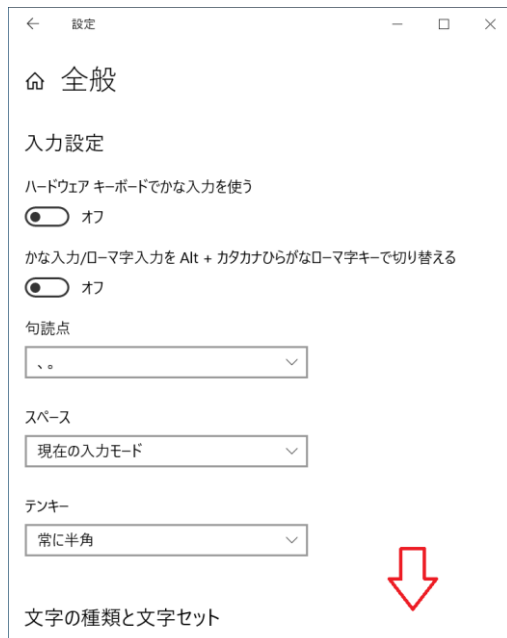 設定
全般
入力設定
ハードウェア キーボードでかな入力を使う
オフ
かな入力/ローマ字入力を Alt + カタカナひらがなローマ字キーで切り替える
オフ
句読点
、。
スペース
現在の入力モード
テンキー
常に半角
文字の種類と文字セット